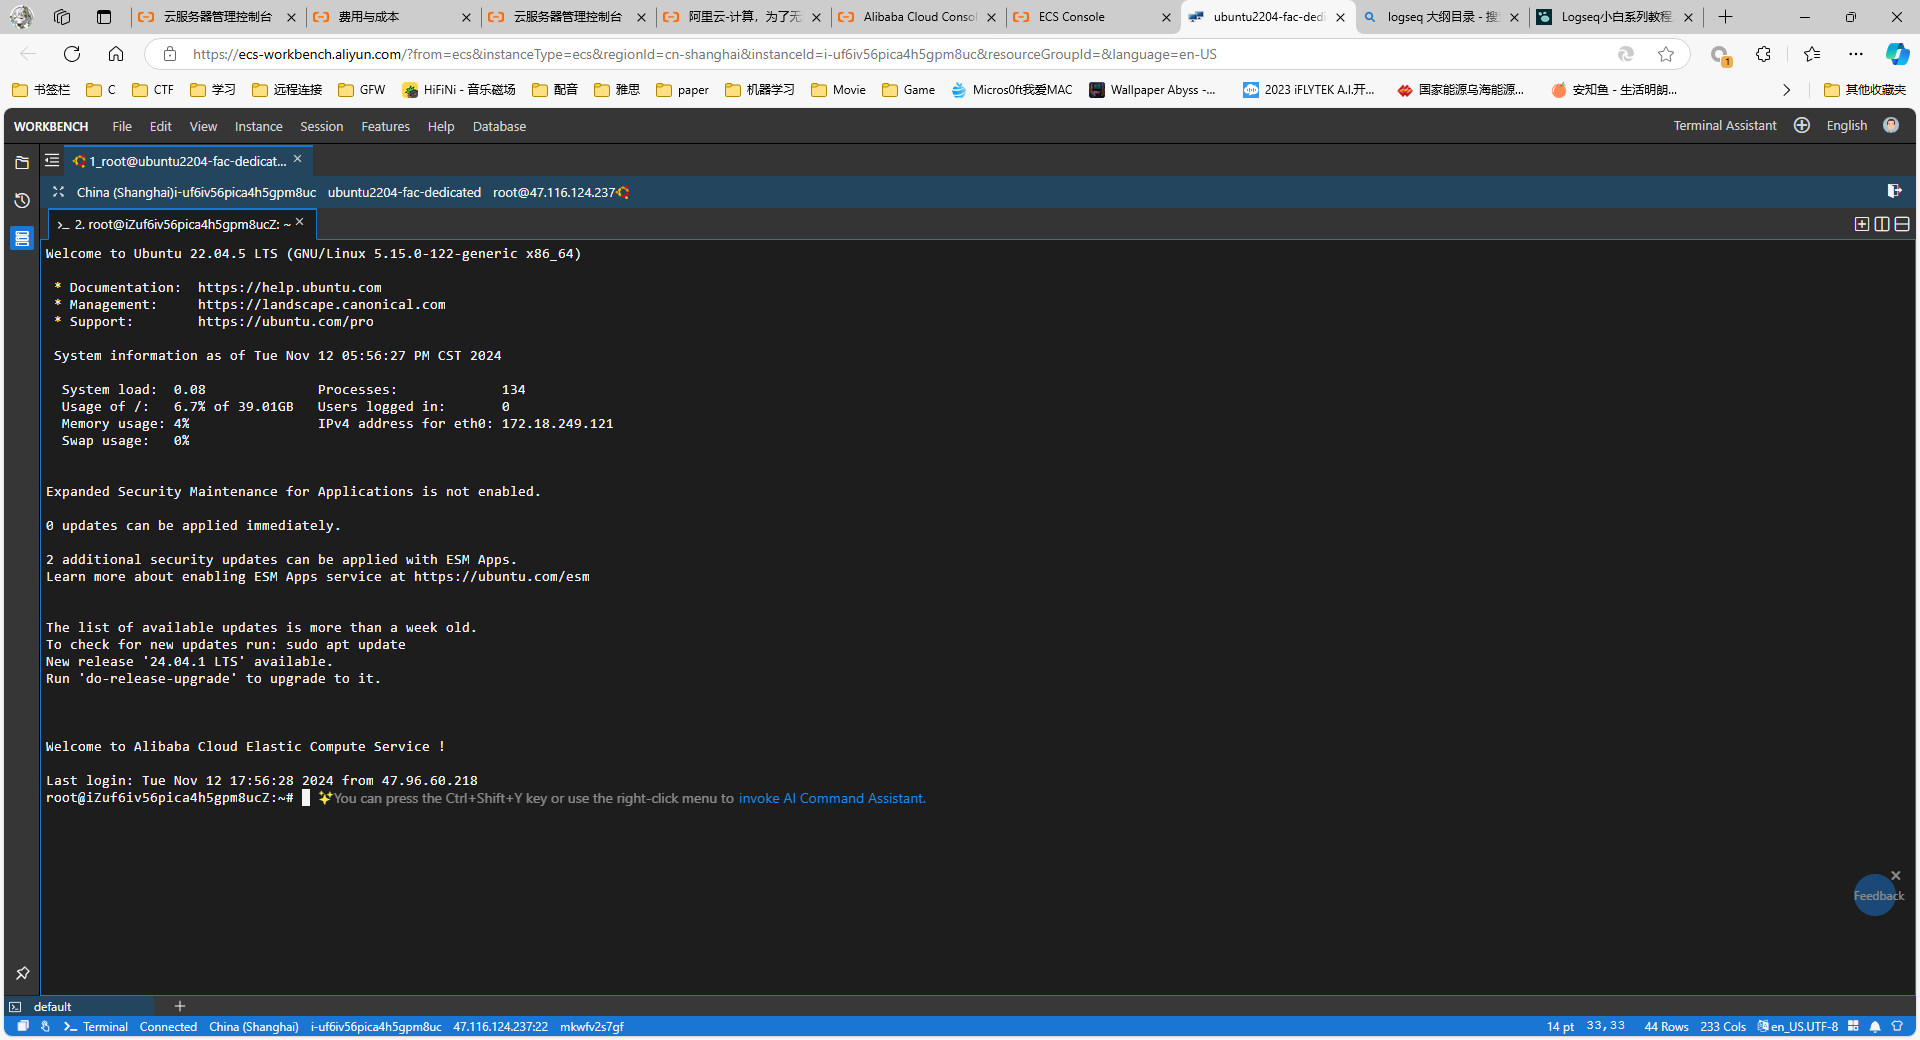 云服务器管理控制台
费用与成本
云服务器管理控制台
阿里云-计算，为了无
Alibaba Cloud Conso
ECS Console
ubuntu2204-fac-dedi
logseq 大纲目录 - 搜
Logseq小白系列教程
https://ecs-workbench.aliyun.com/?from=ecs&instanceType=ecs&regionId=cn-shanghai&instanceId=i-uf6iv56pica4h5gpm8uc&resourceGroupId=&language=en-US
1
书签栏
C
CTF
学习
远程连接
GFW
HiFiNi - 音乐磁场
配音
雅思
paper
机器学习
Movie
Game
Micros0ft我爱MAC
Wallpaper Abyss -...
2023 iFLYTEK A.I.开...
国家能源乌海能源...
安知鱼 - 生活明朗...
其他收藏夹
WORKBENCH File Edit View Instance Session Features Help Database
Terminal Assistant
English
1_root@ubuntu2204-fac-dedicat...
China (Shanghai)i-uf6iv56pica4h5gpm8uc ubuntu2204-fac-dedicated root@47.116.124.237
2. root@iZuf6iv56pica4h5gpm8ucZ: ~
Welcome to Ubuntu 22.04.5 LTS (GNU/Linux 5.15.0-122-generic x86_64)
* Documentation: https://help.ubuntu.com
* Management: https://landscape.canonical.com
* Support: https://ubuntu.com/pro
System information as of Tue Nov 12 05:56:27 PM CST 2024
System load: 0.08 Processes: 134
Usage of /: 6.7% of 39.01GB Users logged in: 0
Memory usage: 4% IPv4 address for eth0: 172.18.249.121
Swap usage: 0%
Expanded Security Maintenance for Applications is not enabled.
0 updates can be applied immediately.
2 additional security updates can be applied with ESM Apps.
Learn more about enabling ESM Apps service at https://ubuntu.com/esm
The list of available updates is more than a week old.
To check for new updates run: sudo apt update
New release '24.04.1 LTS' available.
Run 'do-release-upgrade' to upgrade to it.
Welcome to Alibaba Cloud Elastic Compute Service !
Last login: Tue Nov 12 17:56:28 2024 from 47.96.60.218
root@iZuf6iv56pica4h5gpm8ucZ:~# ✨You can press the Ctrl+Shift+Y key or use the right-click menu to invoke AI Command Assistant.
Feedback
default
Terminal Connected China (Shanghai) i-uf6iv56pica4h5gpm8uc 47.116.124.237:22 mkwfv2s7gf
14 pt 33,33 44 Rows 233 Cols en_US.UTF-8